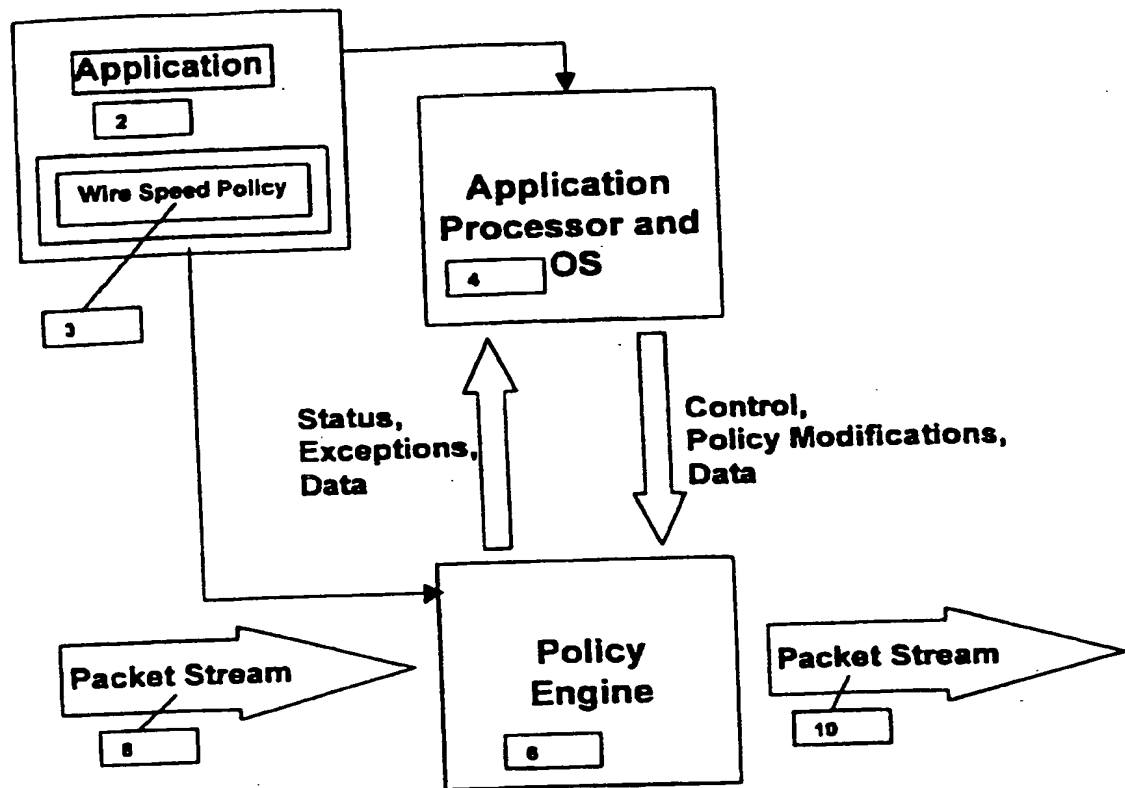 Application
2
Wire Speed Policy
3
Application
Processor and
OS
4
Status,
Exceptions,
Data
Control,
Policy Modifications,
Data
Packet Stream
8
Policy
Engine
6
Packet Stream
10